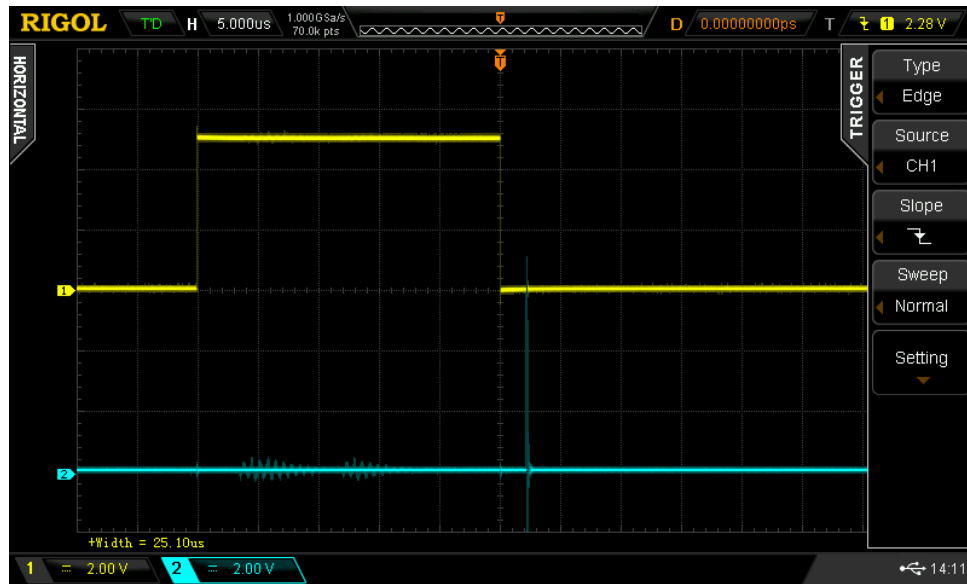 RIGOL T'D H 5.000us 1.000GSa/s 70.0k pts D 0.00000000ps T 1 2.28 V
T
HORIZONTAL
TRIGGER
Type
Edge
Source
CH1
Slope
Sweep
Normal
Setting
1
2
+Width = 25.10us
1 = 2.00 V 2 = 2.00 V 14:11